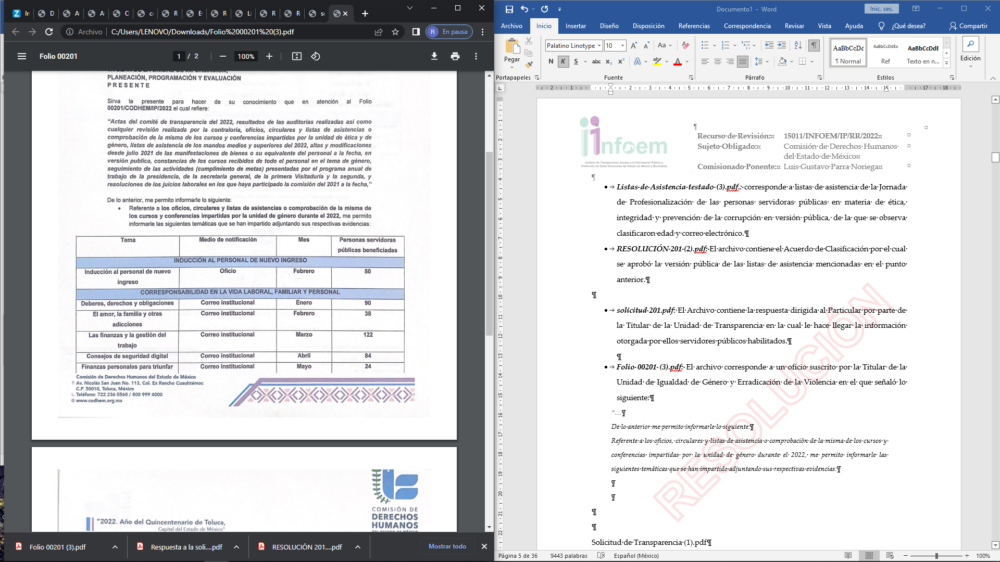 In
D
A
A
O
co
R
E
R
Li
R
R
R
so
Archivo
C:/Users/LENOVO/Downloads/Folio%2000201%20(3).pdf
R En pausa
Folio 00201
1 / 2
100%
PLANEACIÓN, PROGRAMACIÓN Y EVALUACIÓN
P R E S E N T E
Sirva la presente para hacer de su conocimiento que en atención al Folio
00201/CODHEM/IP/2022 el cual refiere:
"Actas del comité de transparencia del 2022, resultados de las auditorías realizadas así como
cualquier revisión realizada por la contraloría, oficios, circulares y listas de asistencias o
comprobación de la misma de los cursos y conferencias impartidas por la unidad de ética y de
género, listas de asistencia de los mandos medios y superiores del 2022, altas y modificaciones
desde julio 2021 de las manifestaciones de bienes o su equivalente del personal a la fecha, en
versión publica, constancias de los cursos recibidos de todo el personal en el tema de género,
seguimiento de las actividades (cumplimiento de metas) presentadas por el programa anual de
trabajo de la presidencia, de la secretaria general, de la primera Visitaduría y la segunda, y
resoluciones de los juicios laborales en los que haya participado la comisión del 2021 a la fecha,"
De lo anterior, me permito informarle lo siguiente:
• Referente a los oficios, circulares y listas de asistencias o comprobación de la misma de
los cursos y conferencias impartidas por la unidad de género durante el 2022, me permito
informarle las siguientes temáticas que se han impartido adjuntando sus respectivas evidencias:
Tema Medio de notificación Mes Personas servidoras
públicas beneficiadas
INDUCCIÓN AL PERSONAL DE NUEVO INGRESO
Inducción al personal de nuevo Oficio Febrero 50
ingreso
CORRESPONSABILIDAD EN LA VIDA LABORAL, FAMILIAR Y PERSONAL
Deberes, derechos y obligaciones Correo institucional Enero 90
El amor, la familia y otras Correo institucional Febrero 38
adicciones
Las finanzas y la gestión del Correo institucional Marzo 122
trabajo
Consejos de seguridad digital Correo institucional Abril 84
Finanzas personales para triunfar Correo institucional Mayo 24
Comisión de Derechos Humanos del Estado de México
Av. Nicolás San Juan No. 113, Col. Ex Rancho Cuauhtémoc
C.P. 50010, Toluca, México
Teléfono: 722 236 0560 / 800 999 4000
www.codhem.org.mx
COMISIÓN DE
DERECHOS
HUMANOS
"2022. Año del Quincentenario de Toluca,
Capital del Estado de México"
Folio 00201 (3).pdf
Respuesta a la soli....pdf
RESOLUCIÓN 201....pdf
Mostrar todo
Documento1 - Word
Inic. ses.
Archivo Inicio Insertar Diseño Disposición Referencias Correspondencia Revisar Vista Ayuda ¿Qué desea? Compartir
Pegar
Palatino Linotype 10
N K S abc x₂ x²
AaBbCcDd AaBbCcDdEe AaBbCcDdE
¶ Normal Ref Texto en n...
Edición
Portapapeles Fuente Párrafo Estilos
infoem
Instituto de Transparencia, Acceso a la Información Pública y
Protección de Datos Personales del Estado de México y Municipios
Recurso de Revisión: 15011/INFOEM/IP/RR/2022
Sujeto Obligado: Comisión de Derechos Humanos
del Estado de México
Comisionado Ponente: Luis Gustavo Parra Noriega
• Listas de Asistencia testado (3).pdf.: corresponde a listas de asistencia de la Jornada
de Profesionalización de las personas servidoras públicas en materia de ética,
integridad y prevención de la corrupción en versión pública, de la que se observa
clasificaron edad y correo electrónico.¶
• RESOLUCIÓN 201 (2).pdf: El archivo contiene el Acuerdo de Clasificación por el cual
se aprobó la versión pública de las listas de asistencia mencionadas en el punto
anterior.¶
¶
• solicitud 201.pdf: El Archivo contiene la respuesta dirigida al Particular por parte de
la Titular de la Unidad de Transparencia en la cual le hace llegar la información
otorgada por ellos servidores públicos habilitados.¶
¶
• Folio 00201 (3).pdf: El archivo corresponde a un oficio suscrito por la Titular de la
Unidad de Igualdad de Género y Erradicación de la Violencia en el que señaló lo
siguiente:¶
"…¶
De lo anterior me permito informarle lo siguiente:¶
Referente a los oficios, circulares y listas de asistencia o comprobación de la misma de los cursos y
conferencias impartidas por la unidad de género durante el 2022, me permito informarle las
siguientes temáticas que se han impartido adjuntando sus respectivas evidencias:¶
¶
¶
¶
¶
Solicitud de Transparencia (1).pdf¶
RESOLUCIÓN
Página 5 de 36 9443 palabras Español (México) 100%